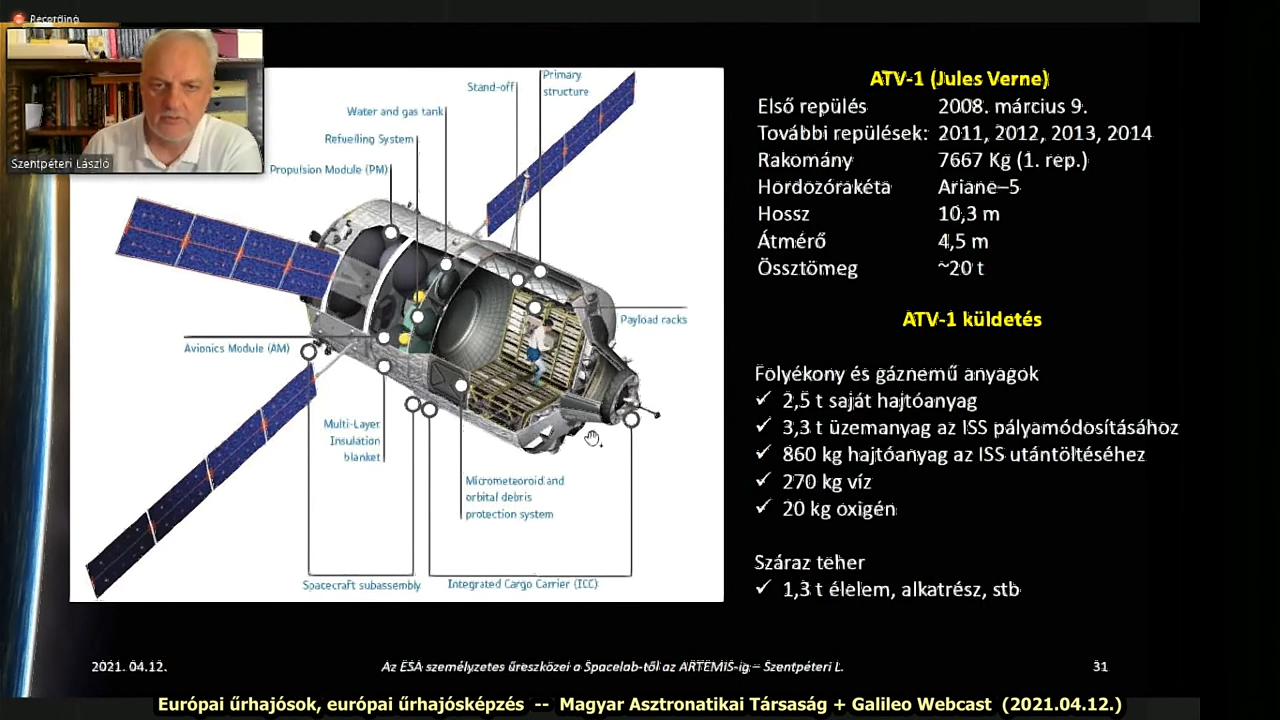 Recording
Szentpéteri László
Primary
structure
Stand-off
Water and gas tank
Refuelling System
Propulsion Module (PM)
Payload racks
Avionics Module (AM)
Multi-Layer
Insulation
blanket
Micrometeoroid and
orbital debris
protection system
Spacecraft subassembly
Integrated Cargo Carrier (ICC)
ATV-1 (Jules Verne)
Első repülés 2008. március 9.
További repülések: 2011, 2012, 2013, 2014
Rakomány 7667 Kg (1. rep.)
Hordozórakéta Ariane–5
Hossz 10,3 m
Átmérő 4,5 m
Össztömeg ~20 t
ATV-1 küldetés
Folyékony és gáznemű anyagok
✓ 2,5 t saját hajtóanyag
✓ 3,3 t üzemanyag az ISS pályamódosításához
✓ 860 kg hajtóanyag az ISS utántöltéséhez
✓ 270 kg víz
✓ 20 kg oxigén
Száraz teher
✓ 1,3 t élelem, alkatrész, stb
2021. 04.12.
Az ESA személyzetes űreszközei a Spacelab-től az ARTEMIS-ig – Szentpéteri L.
31
Európai űrhajósok, európai űrhajósképzés -- Magyar Asztronatikai Társaság + Galileo Webcast (2021.04.12.)